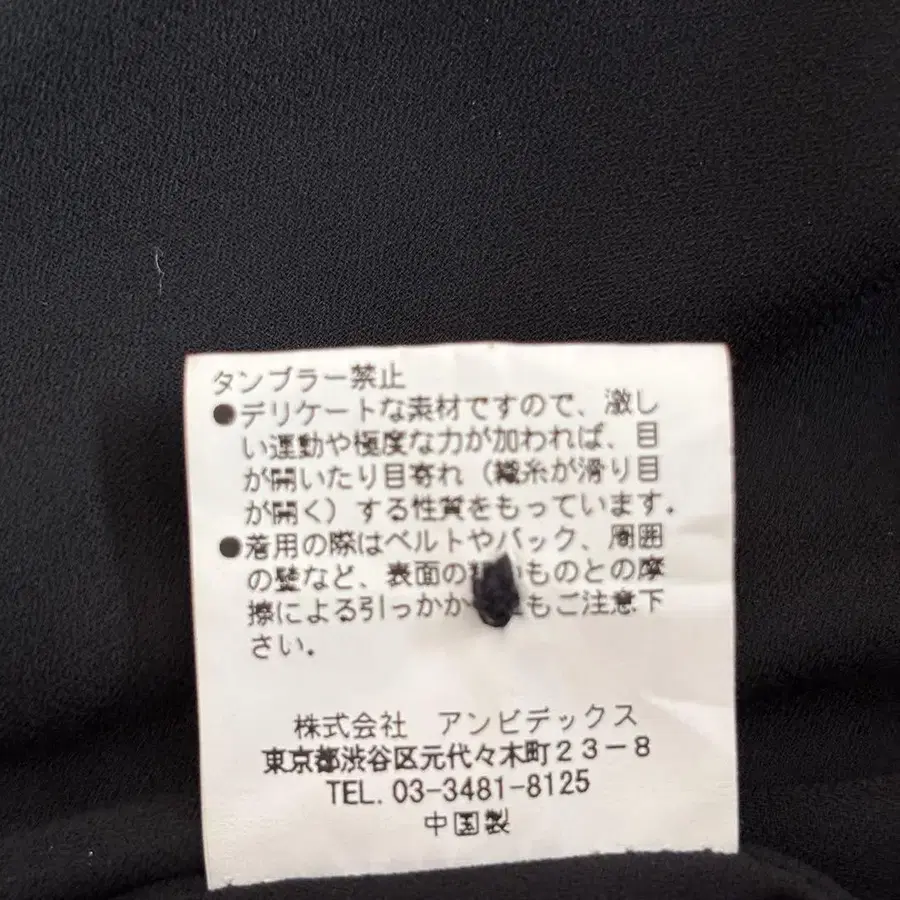 タンブラー禁止
●デリケートな素材ですので、激し
い運動や極度な力が加われば、目
が開いたり目寄れ（織糸が滑り目
が開く）する性質をもっています.
●着用の際はベルトやバック、周囲
の壁など、表面の いものとの摩
擦による引っかか もご注意下
さい.
株式会社 アンビデックス
東京都渋谷区元代々木町２３－８
TEL. 03-3481-8125
中国製